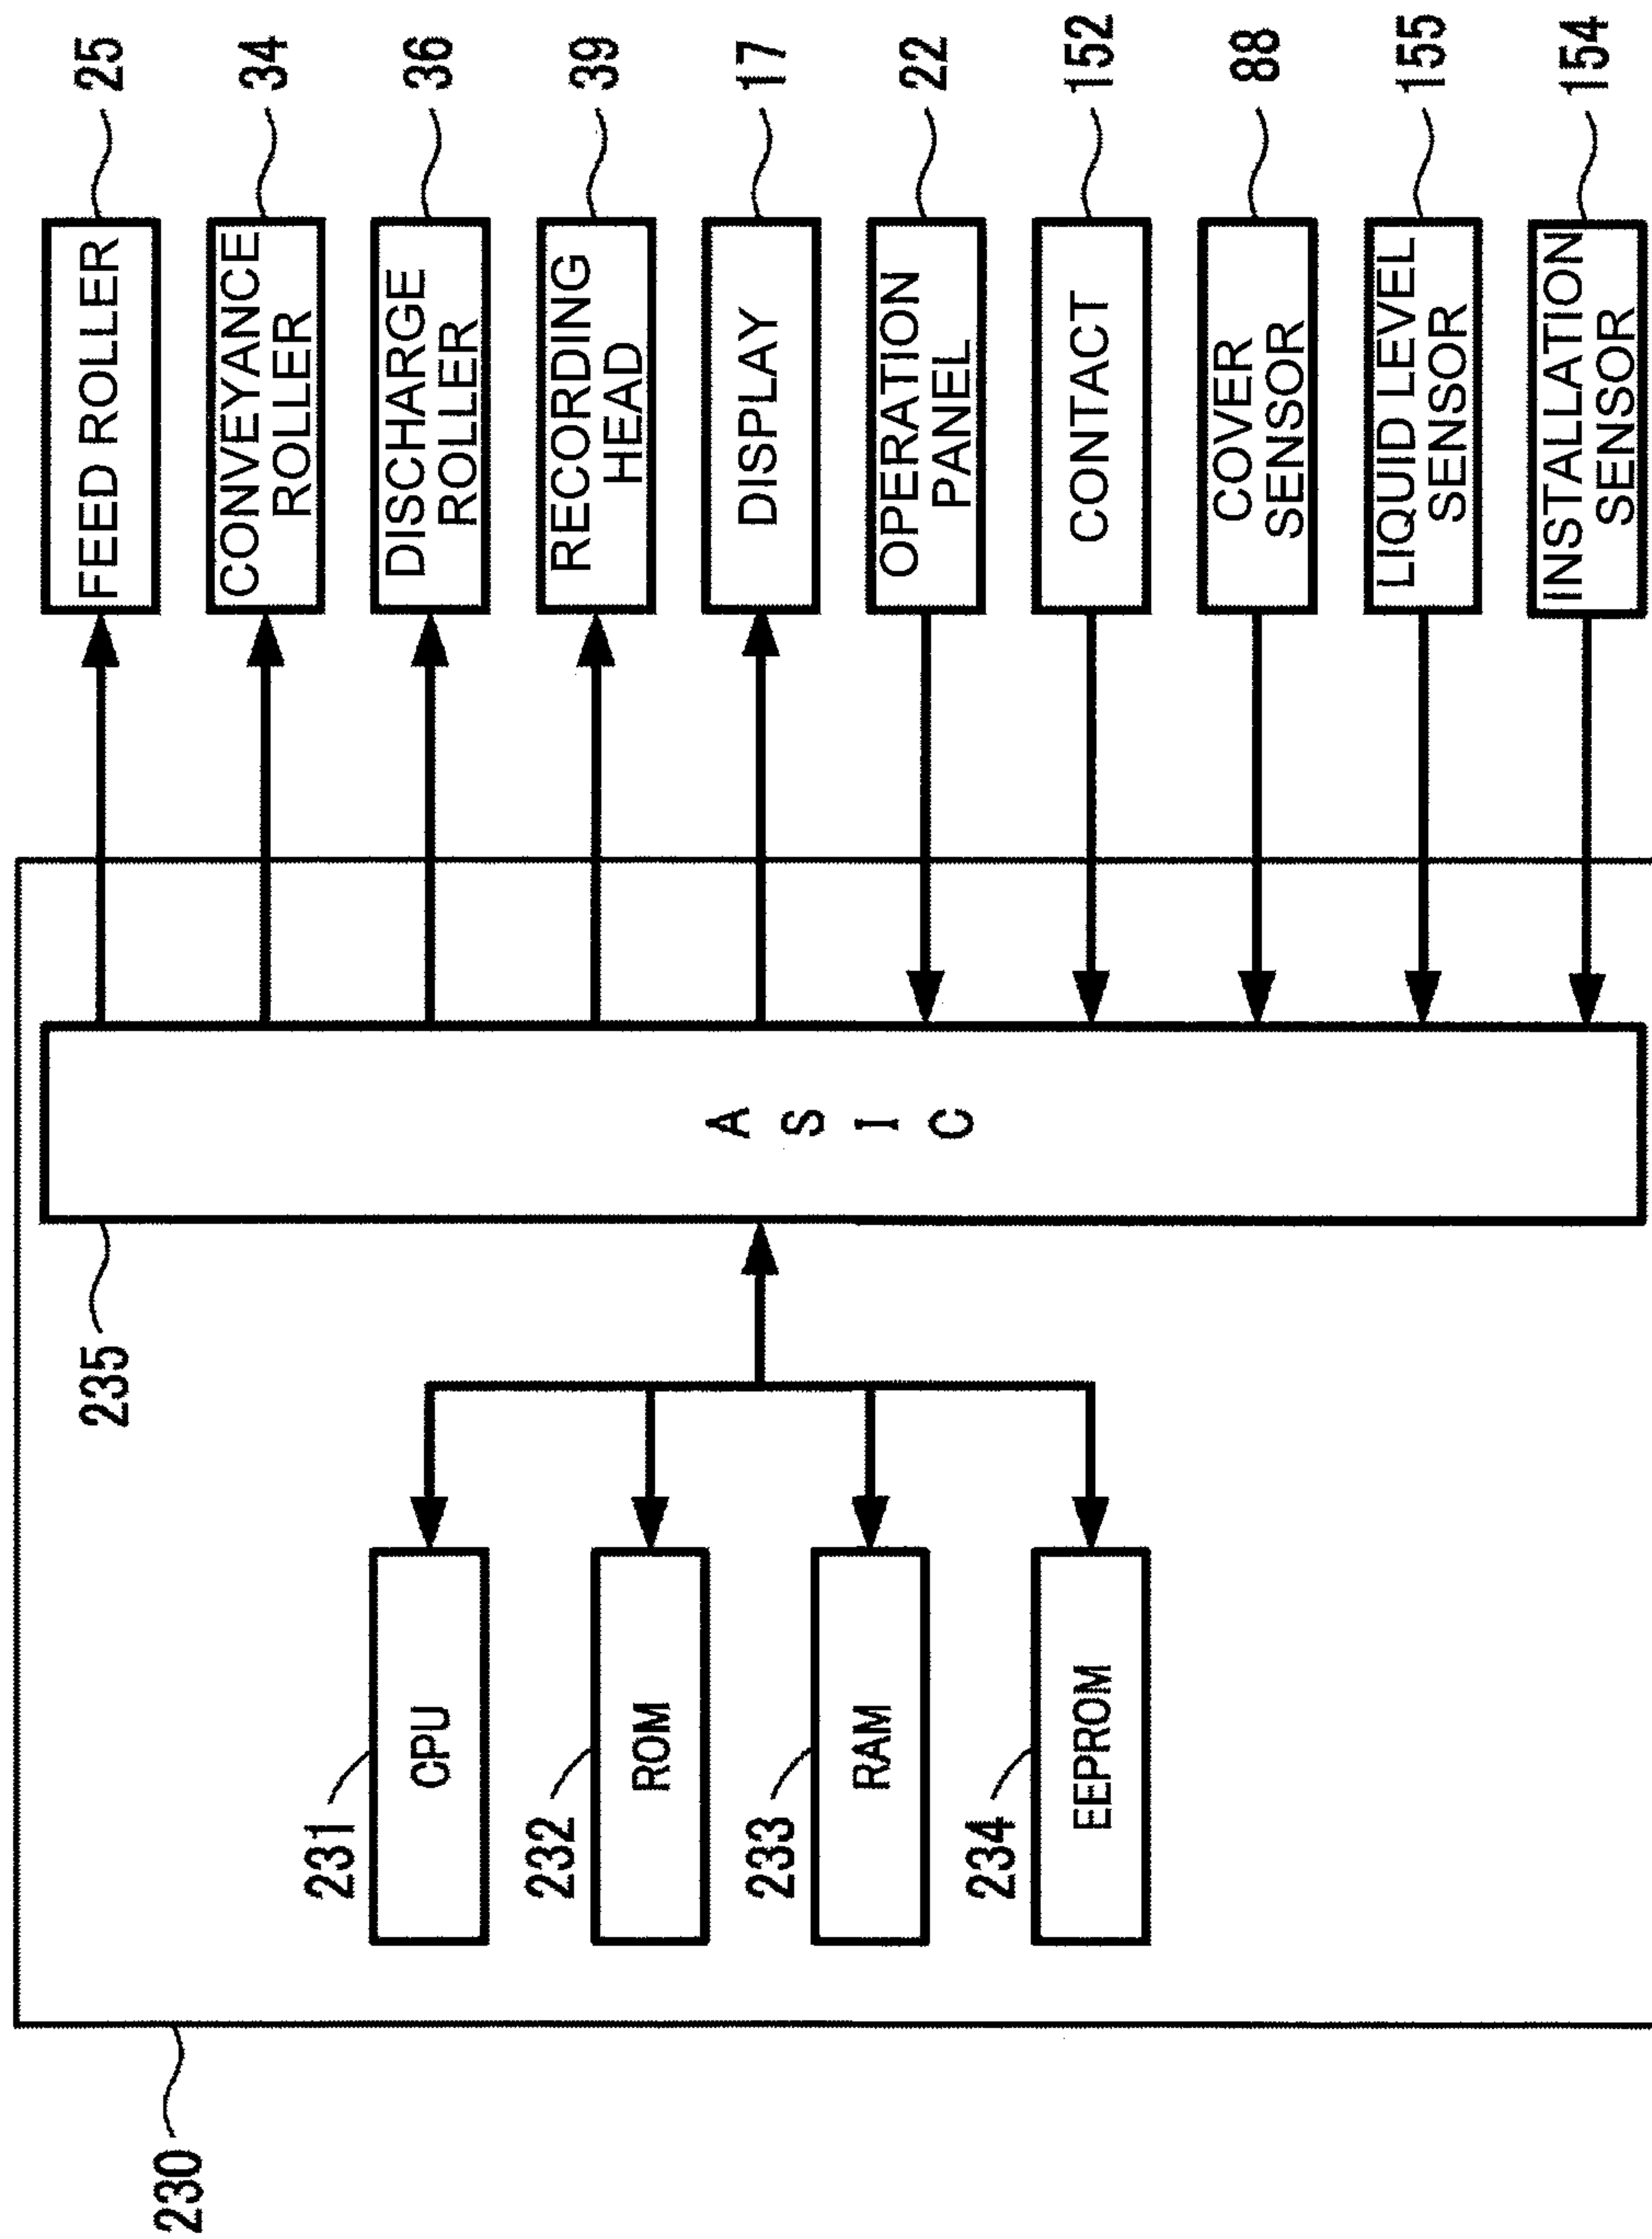 230
231
CPU
232
ROM
233
RAM
234
EEPROM
235
ASIC
FEED ROLLER
25
CONVEYANCE
ROLLER
34
DISCHARGE
ROLLER
36
RECORDING
HEAD
39
DISPLAY
17
OPERATION
PANEL
22
CONTACT
152
COVER
SENSOR
88
LIQUID LEVEL
SENSOR
155
INSTALLATION
SENSOR
154